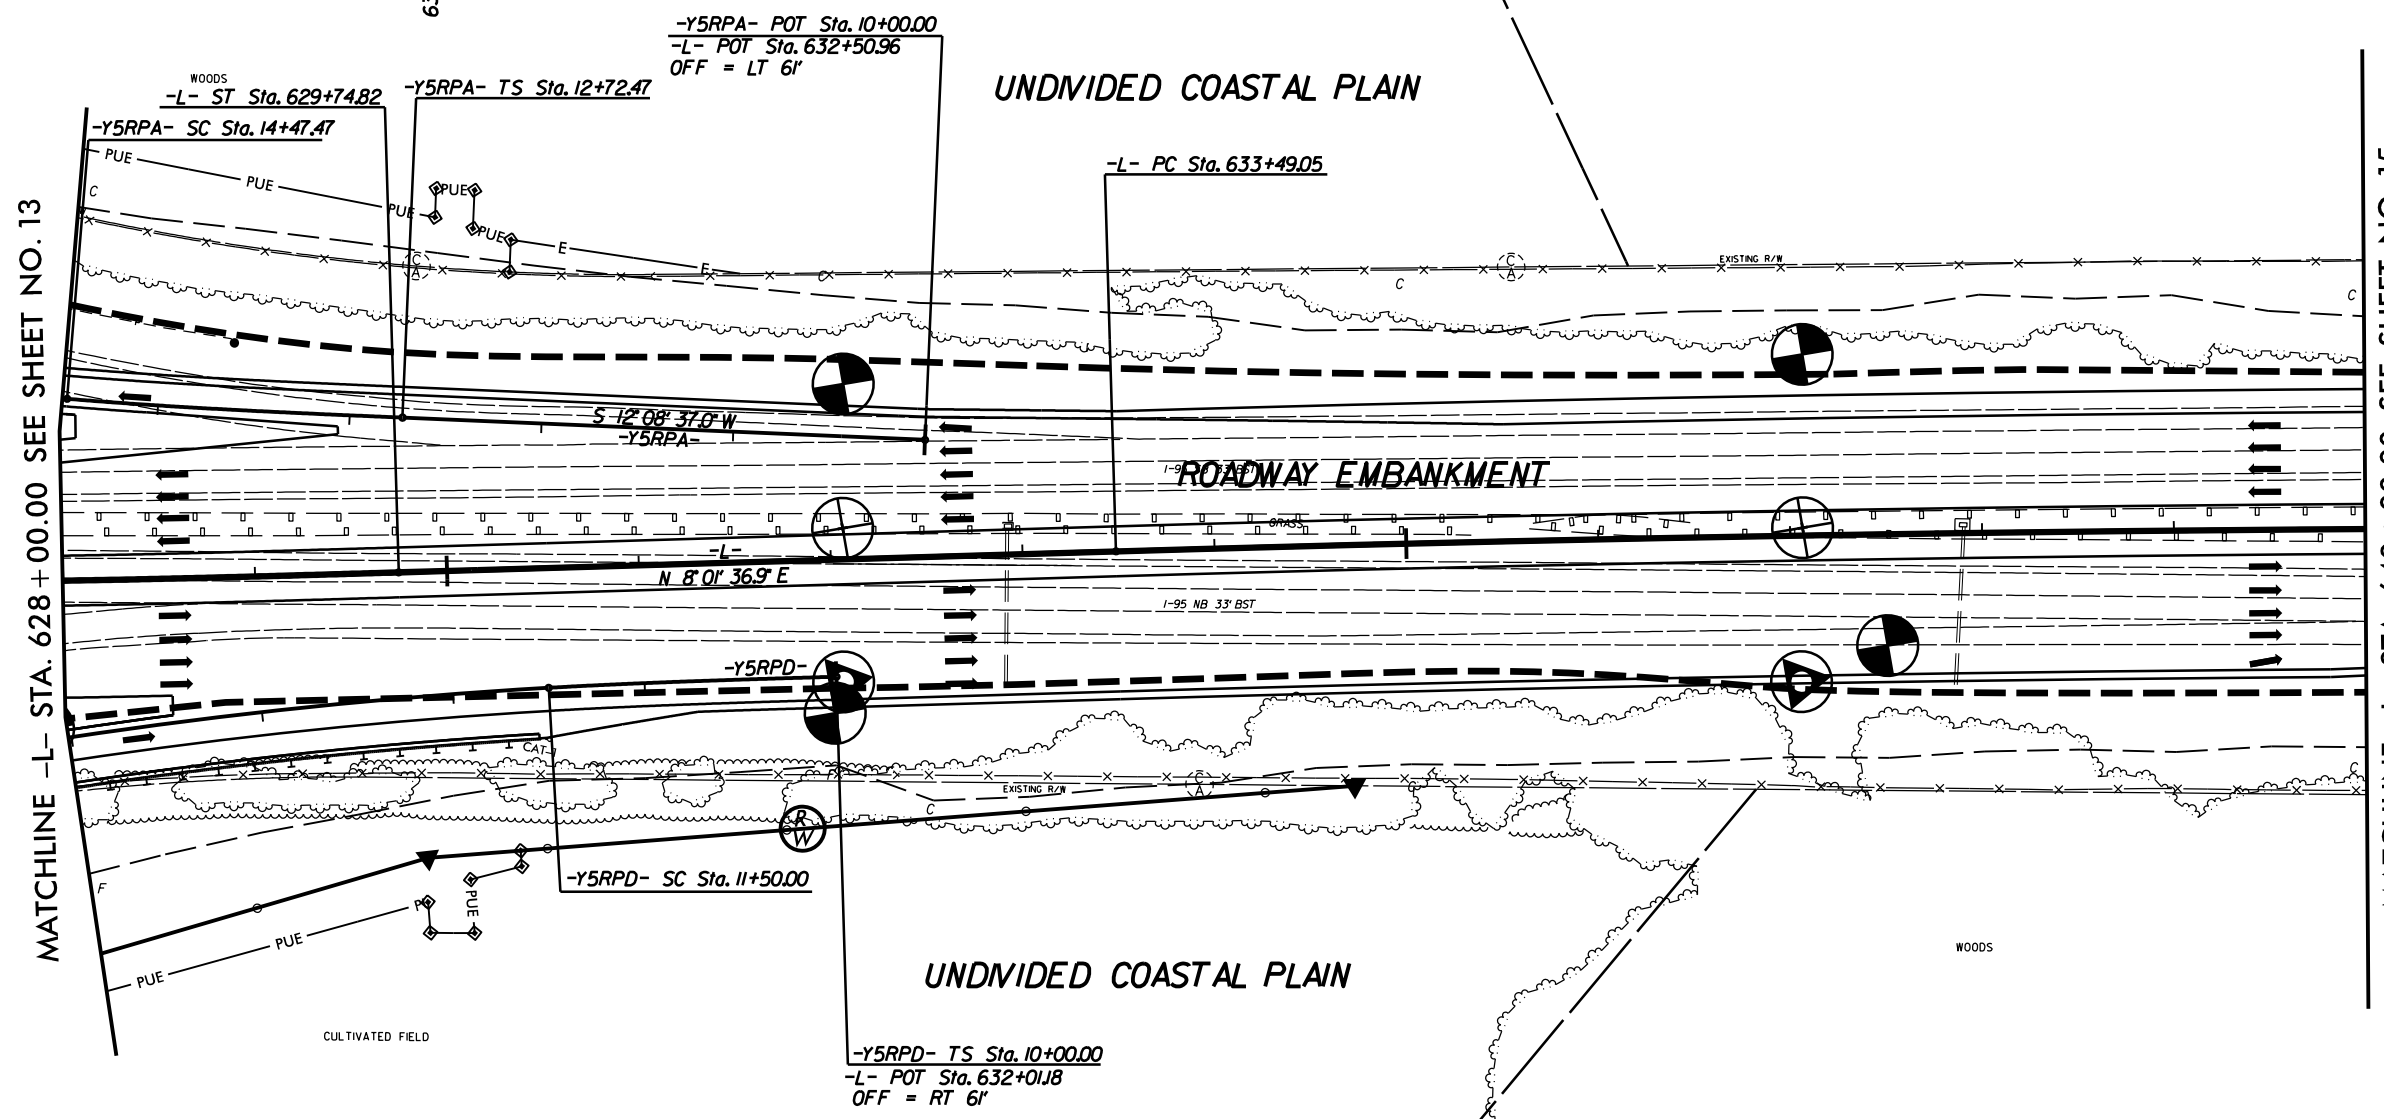 -Y5RPA- POT Sta. 10+00.00
-L- POT Sta. 632+50.96
OFF = LT 61'
WOODS
-L- ST Sta. 629+74.82
-Y5RPA- TS Sta. 12+72.47
UNDIVIDED COASTAL PLAIN
-Y5RPA- SC Sta. 14+47.47
-L- PC Sta. 633+49.05
PUE
PUE
PUE
PUE
PUE
C
E
E
C
A
C
C
C
A
EXISTING R/W
C
MATCHLINE -L- STA. 628+00.00 SEE SHEET NO. 13
S 12°08' 37.0" W
-Y5RPA-
ROADWAY EMBANKMENT
GRASS
-L-
N 8°01' 36.9" E
I-95 NB 33' BST
-Y5RPD-
CAT-1
EXISTING R/W
C
A
C
C
C
F
F
R
W
-Y5RPD- SC Sta. 11+50.00
PUE
PUE
PUE
WOODS
UNDIVIDED COASTAL PLAIN
CULTIVATED FIELD
-Y5RPD- TS Sta. 10+00.00
-L- POT Sta. 632+01.18
OFF = RT 61'